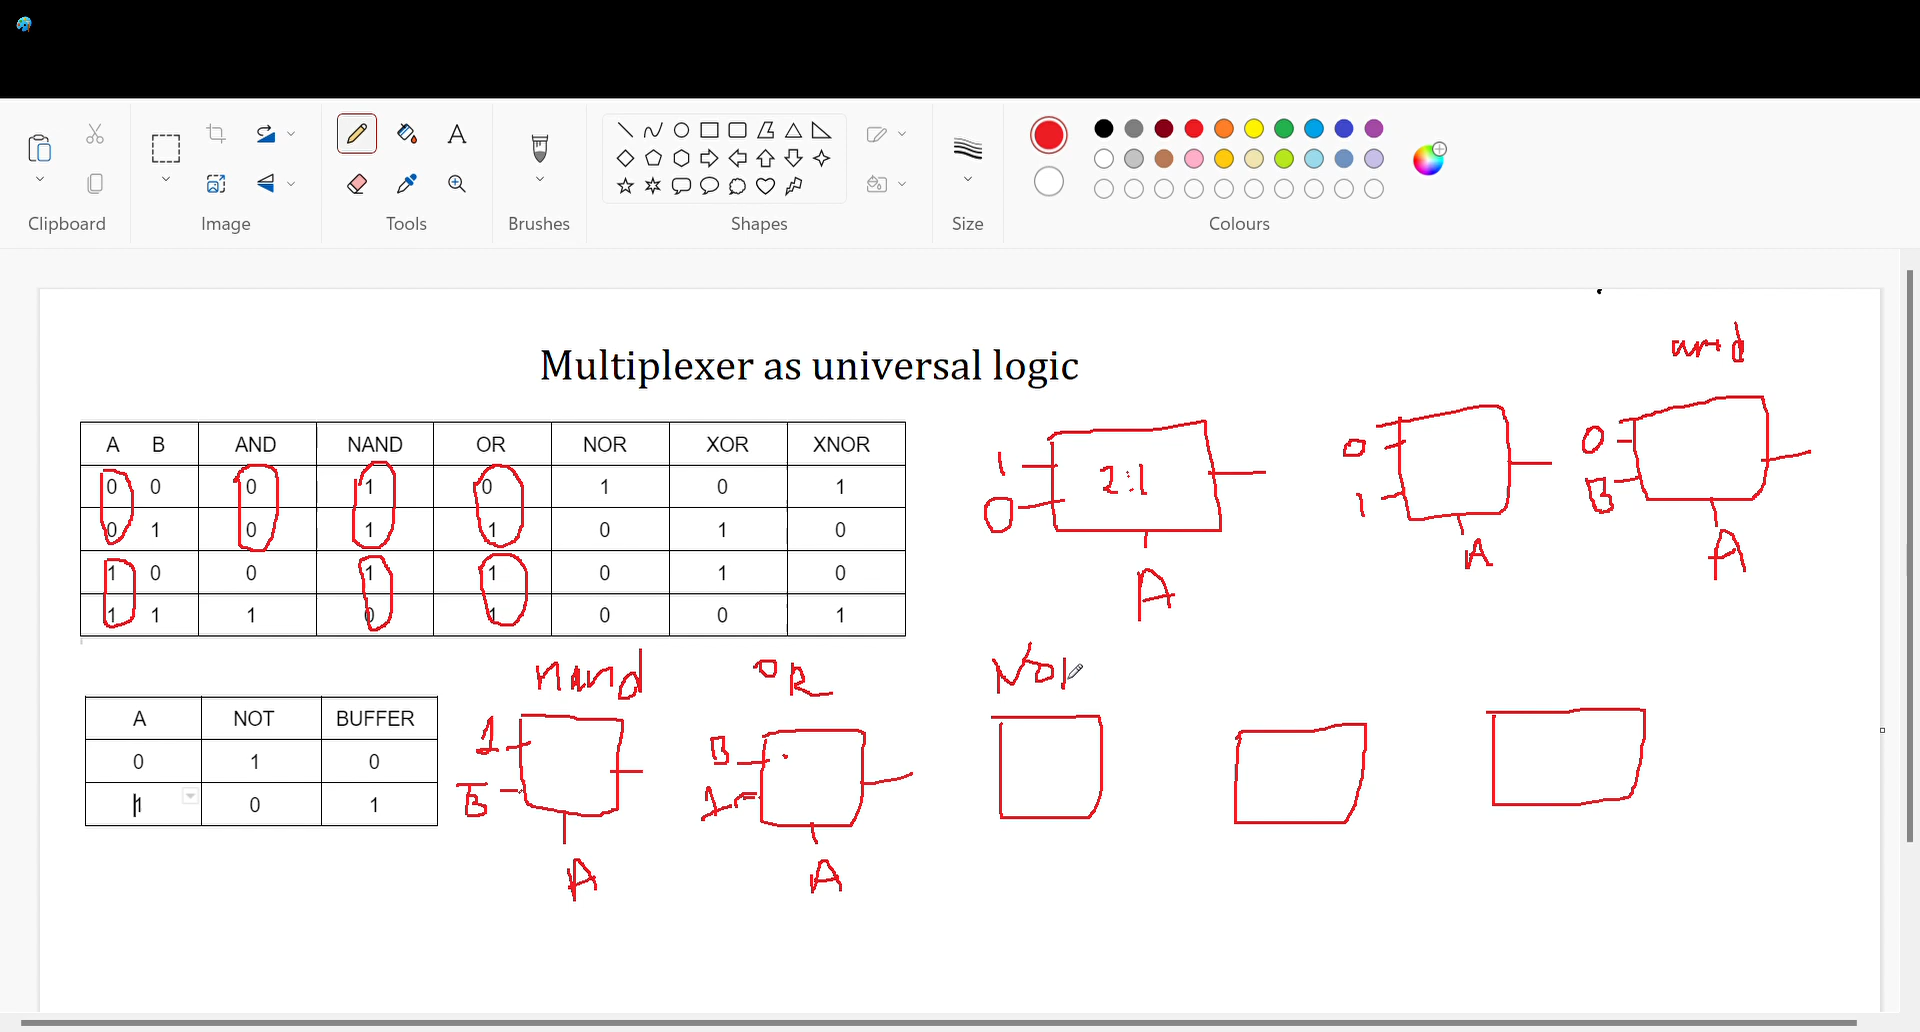 Clipboard
Image
Tools
Brushes
Shapes
Size
Colours
Multiplexer as universal logic
and
A B AND NAND OR NOR XOR XNOR
0 0 0 1 0 1 0 1
0 1 0 1 1 0 1 0
1 0 0 1 1 0 1 0
1 1 1 0 1 0 0 1
1
0
2:1
A
0
1
A
0
B
A
A NOT BUFFER
0 1 0
1 0 1
nand
1
B̅
A
OR
B
1
A
NOR